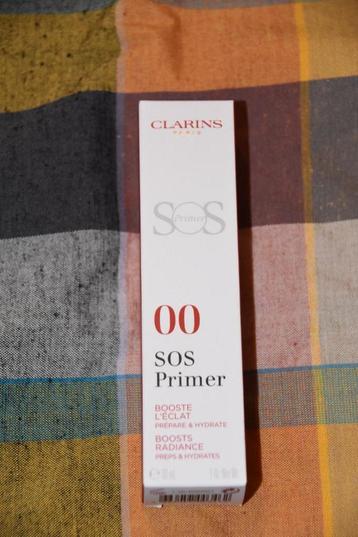 CLARINS
PARIS
SOS
Primer
00
SOS
Primer
BOOSTE
L'ÉCLAT
PRÉPARE & HYDRATE
BOOSTS
RADIANCE
PREPS & HYDRATES